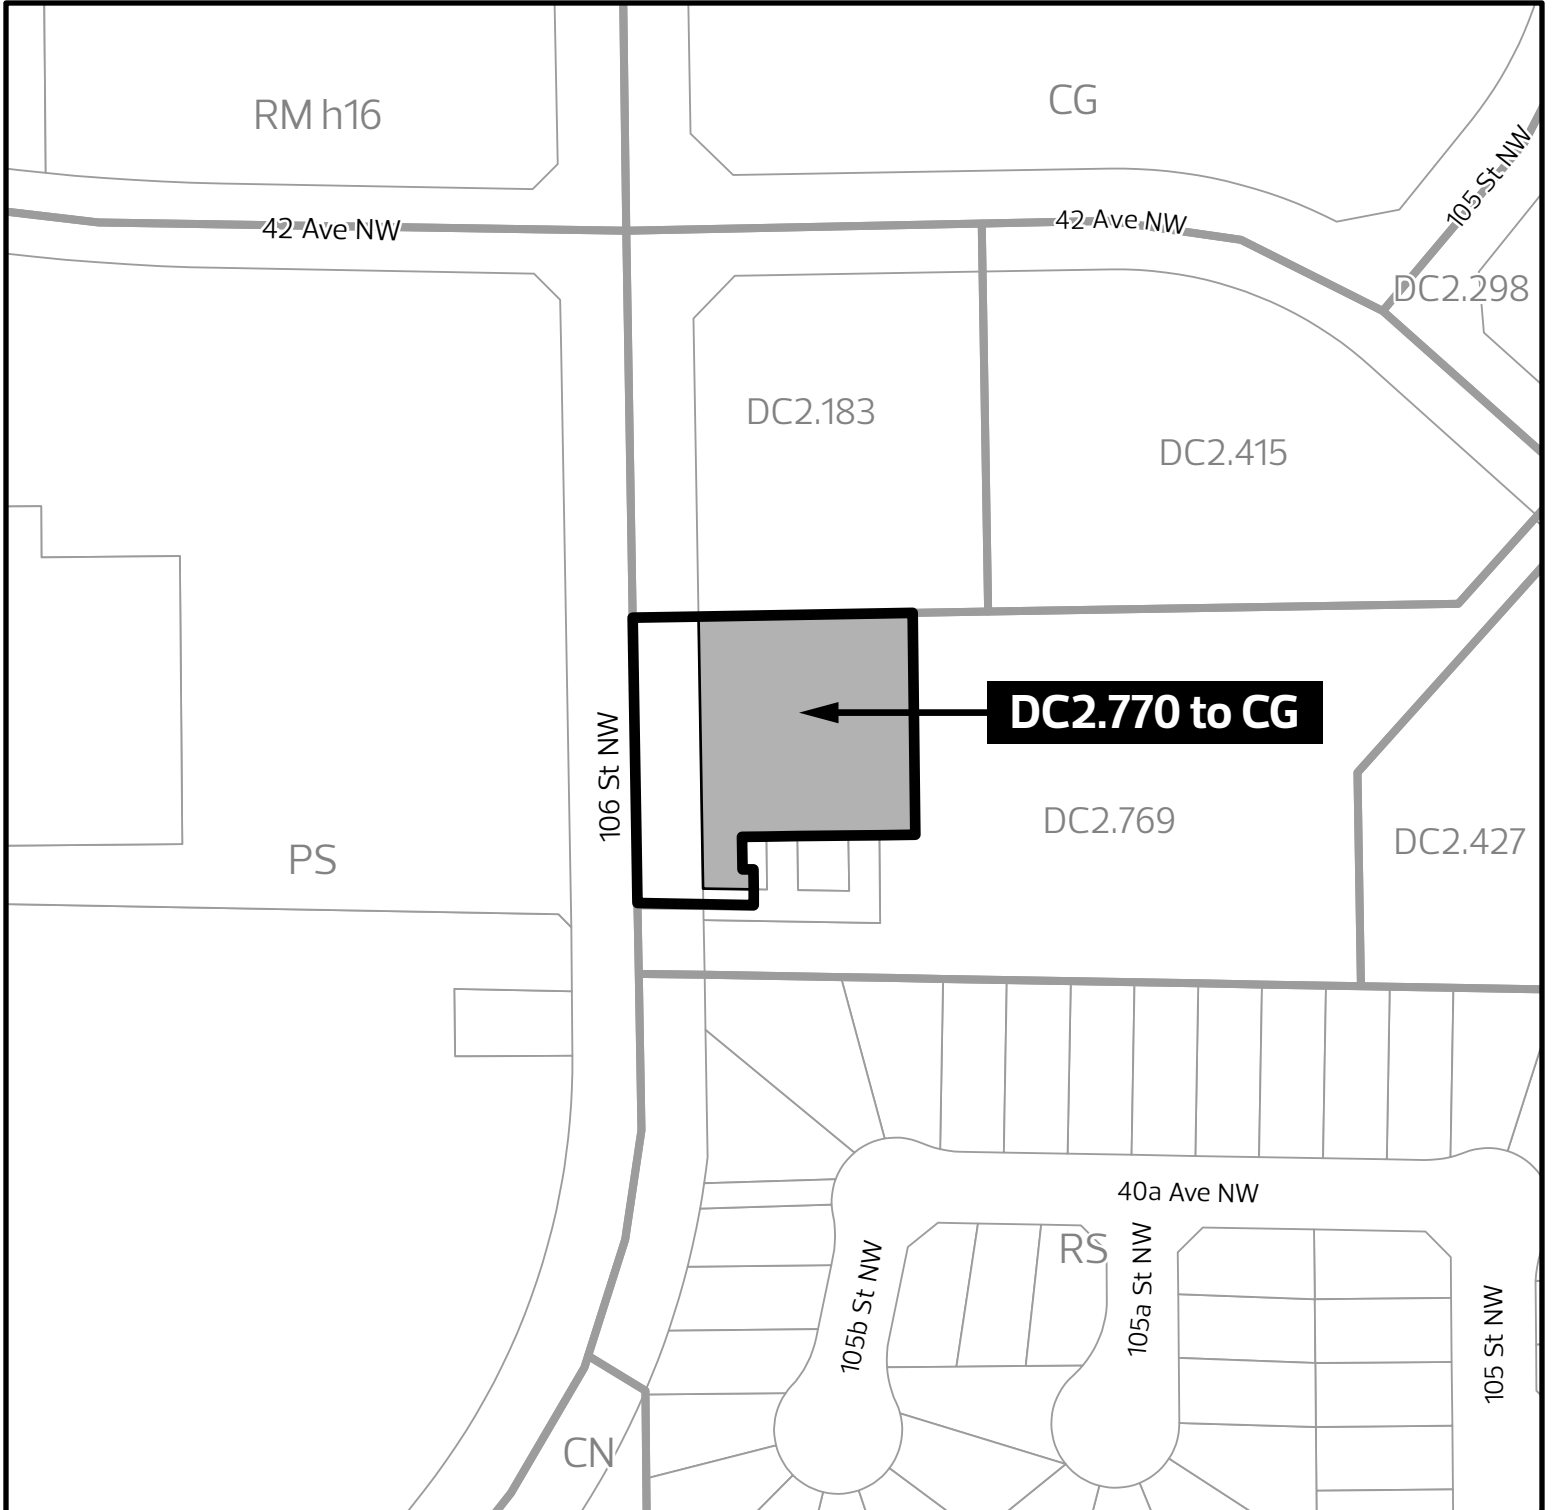 RM h16
CG
105 St NW
42 Ave NW
42 Ave NW
DC2.298
DC2.183
DC2.415
DC2.770 to CG
106 St NW
DC2.769
DC2.427
PS
40a Ave NW
RS
105b St NW
105a St NW
105 St NW
CN